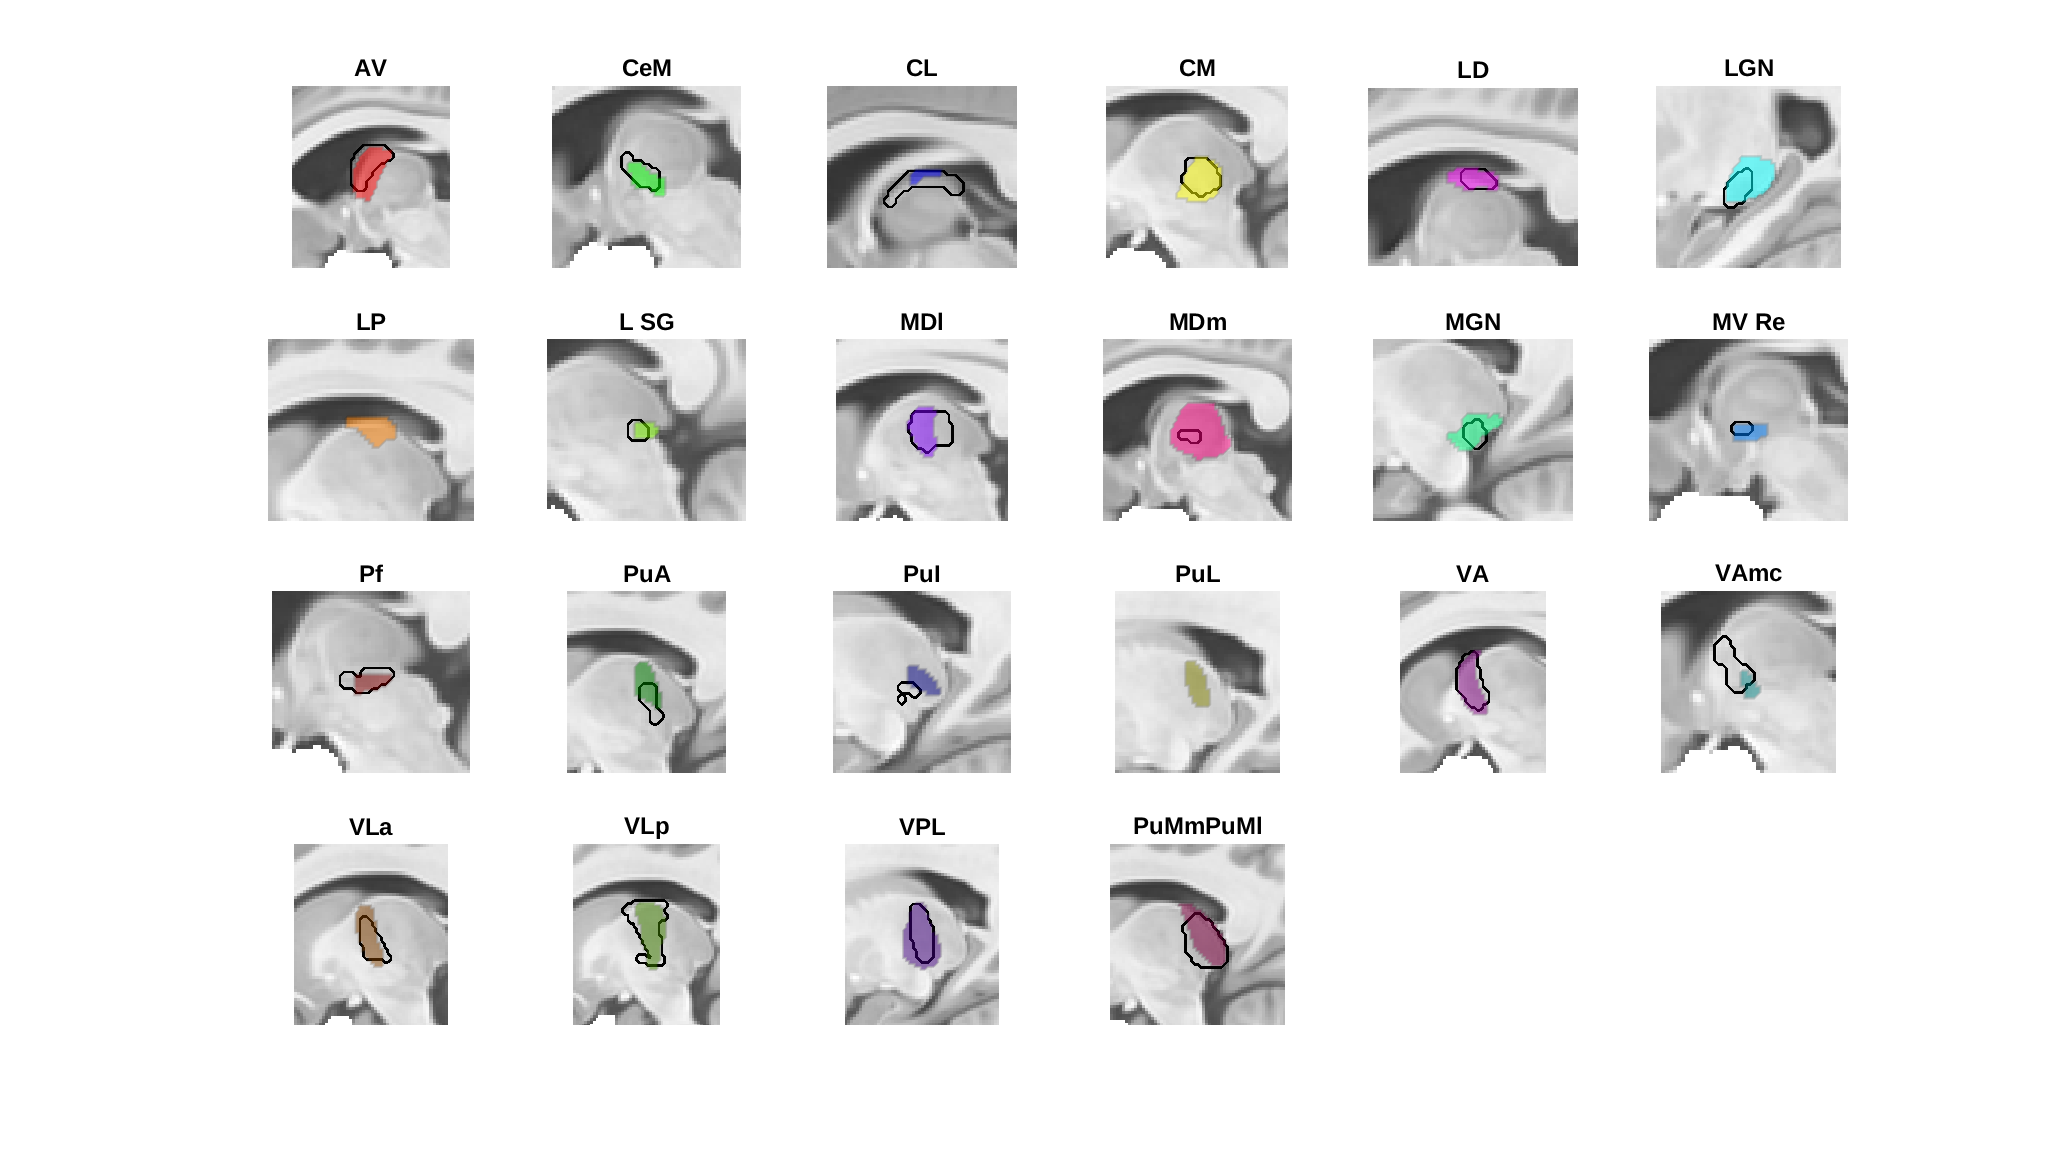 AV CeM CL CM LD LGN
LP L SG MDl MDm MGN MV Re
Pf PuA PuI PuL VA VAmc
VLa VLp VPL PuMmPuMl